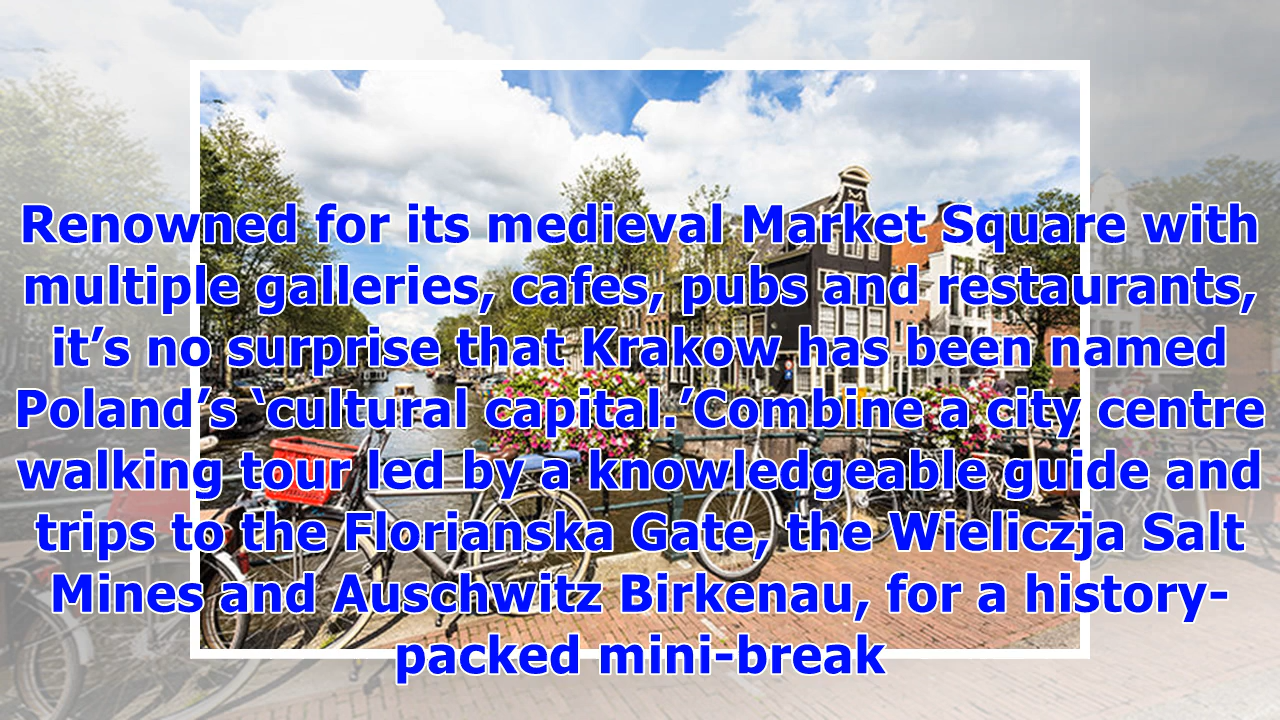 Renowned for its medieval Market Square with
multiple galleries, cafes, pubs and restaurants,
it’s no surprise that Krakow has been named
Poland’s ‘cultural capital.’Combine a city centre
walking tour led by a knowledgeable guide and
trips to the Florianska Gate, the Wieliczja Salt
Mines and Auschwitz Birkenau, for a history-
packed mini-break